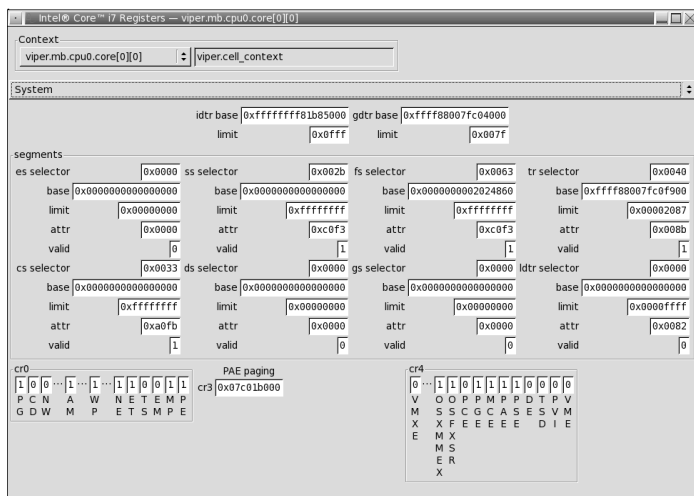 Intel® Core™ i7 Registers — viper.mb.cpu0.core[0][0]
Context
viper.mb.cpu0.core[0][0] viper.cell_context
System
idtr base 0xffffffff81b85000 gdtr base 0xffff88007fc04000
limit 0x0fff limit 0x007f
segments
es selector 0x0000 ss selector 0x002b fs selector 0x0063 tr selector 0x0040
base 0x0000000000000000 base 0x0000000000000000 base 0x0000000002024860 base 0xffff88007fc0f900
limit 0x00000000 limit 0xffffffff limit 0xffffffff limit 0x00002087
attr 0x0000 attr 0xc0f3 attr 0xc0f3 attr 0x008b
valid 0 valid 1 valid 1 valid 1
cs selector 0x0033 ds selector 0x0000 gs selector 0x0000 ldtr selector 0x0000
base 0x0000000000000000 base 0x0000000000000000 base 0x0000000000000000 base 0x0000000000000000
limit 0xffffffff limit 0x00000000 limit 0x00000000 limit 0x0000ffff
attr 0xa0fb attr 0x0000 attr 0x0000 attr 0x0082
valid 1 valid 0 valid 0 valid 0
cr0 PAE paging cr4
1 0 0 ··· 1 ··· 1 ··· 1 1 0 0 1 1 cr3 0x07c01b000 0 ··· 1 1 0 1 1 1 1 0 0 0 0
P C N A W N E T E M P V O O P P M P P D T P V
G D W M P E T S M P E M S S C G C A S E S V M
X X F E E E E E D I E
E M X
M S
E R
X